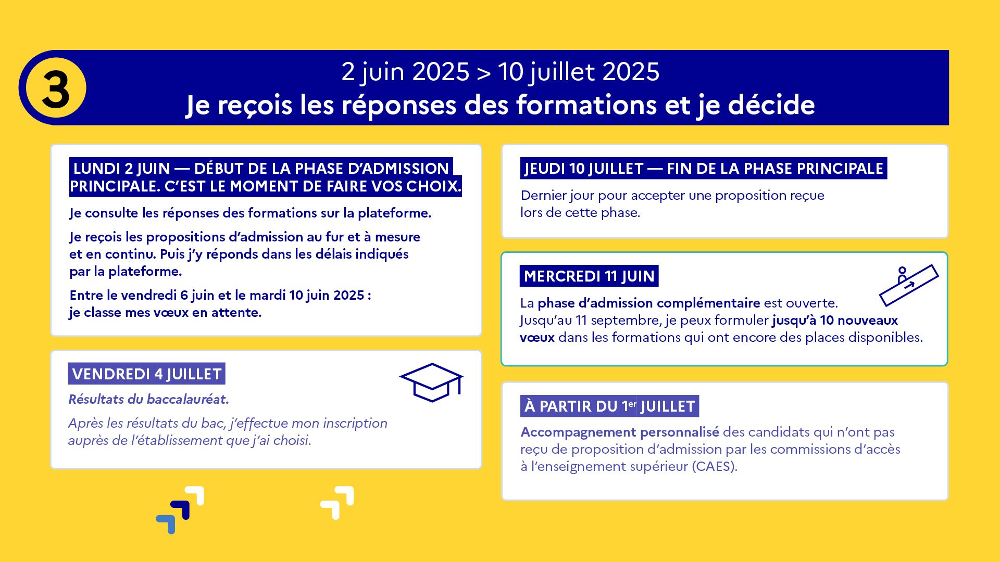 3
2 juin 2025 > 10 juillet 2025
Je reçois les réponses des formations et je décide
LUNDI 2 JUIN — DÉBUT DE LA PHASE D’ADMISSION
PRINCIPALE. C’EST LE MOMENT DE FAIRE VOS CHOIX.
Je consulte les réponses des formations sur la plateforme.
Je reçois les propositions d’admission au fur et à mesure
et en continu. Puis j’y réponds dans les délais indiqués
par la plateforme.
Entre le vendredi 6 juin et le mardi 10 juin 2025 :
je classe mes vœux en attente.
VENDREDI 4 JUILLET
Résultats du baccalauréat.
Après les résultats du bac, j’effectue mon inscription
auprès de l’établissement que j’ai choisi.
JEUDI 10 JUILLET — FIN DE LA PHASE PRINCIPALE
Dernier jour pour accepter une proposition reçue
lors de cette phase.
MERCREDI 11 JUIN
La phase d’admission complémentaire est ouverte.
Jusqu’au 11 septembre, je peux formuler jusqu’à 10 nouveaux
vœux dans les formations qui ont encore des places disponibles.
À PARTIR DU 1er JUILLET
Accompagnement personnalisé des candidats qui n’ont pas
reçu de proposition d’admission par les commissions d’accès
à l’enseignement supérieur (CAES).